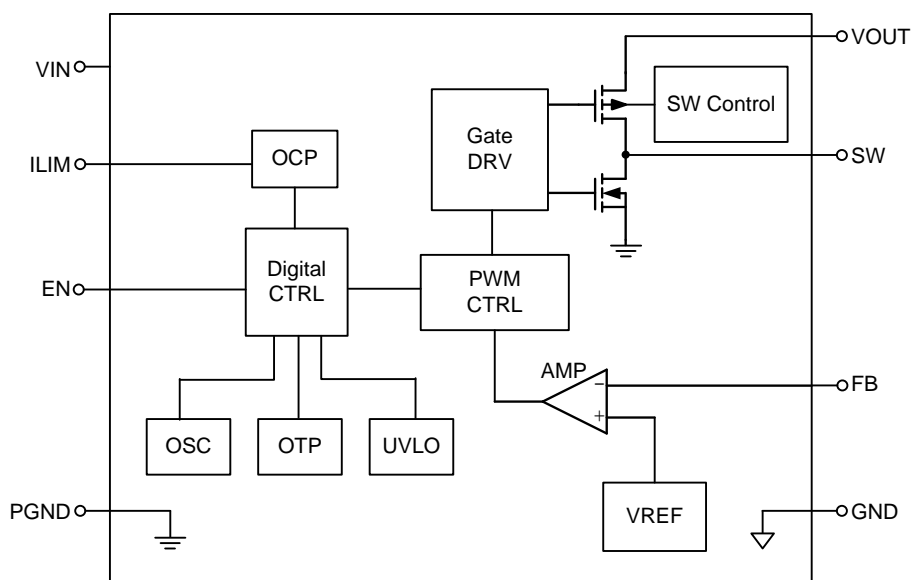 VOUT
VIN
SW Control
Gate
DRV
ILIM
OCP
SW
EN
Digital
CTRL
PWM
CTRL
AMP
FB
−
+
OSC
OTP
UVLO
VREF
PGND
GND